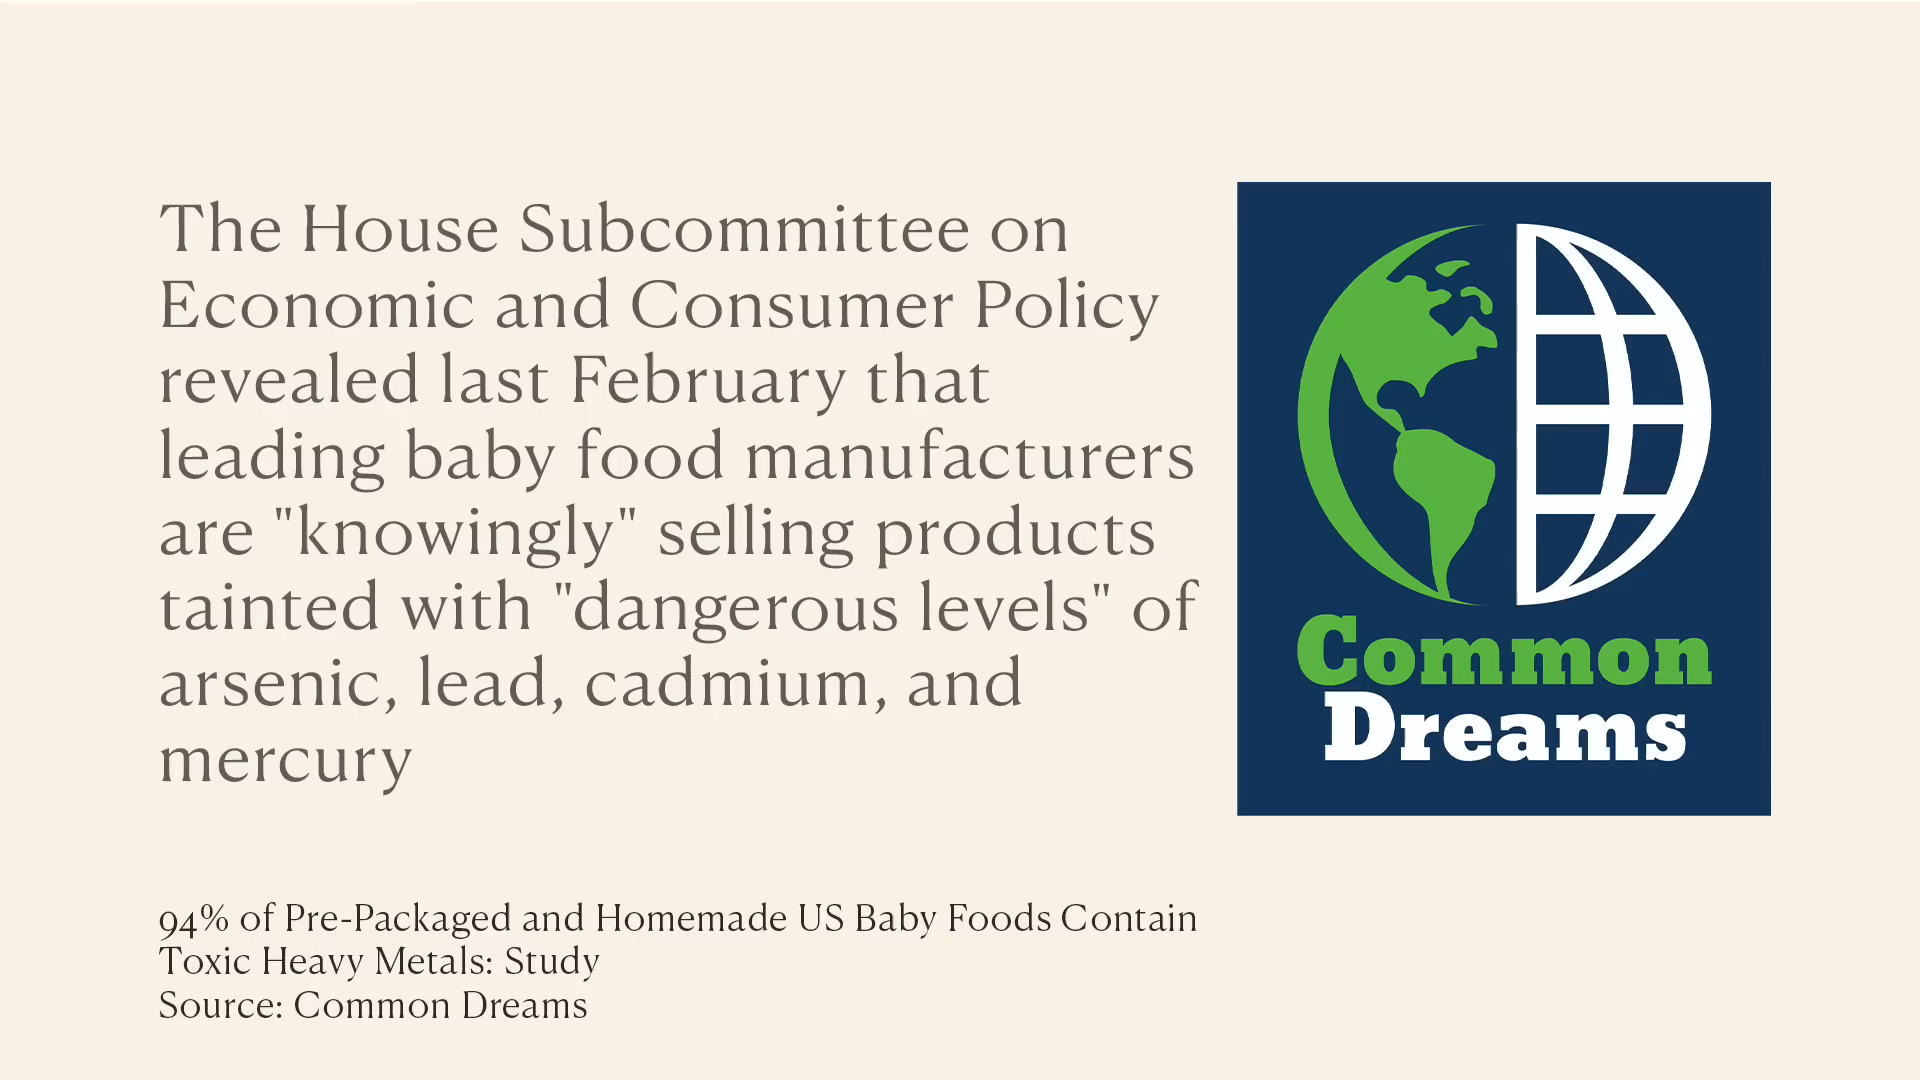 The House Subcommittee on
Economic and Consumer Policy
revealed last February that
leading baby food manufacturers
are "knowingly" selling products
tainted with "dangerous levels" of
arsenic, lead, cadmium, and
mercury
Common
Dreams
94% of Pre-Packaged and Homemade US Baby Foods Contain
Toxic Heavy Metals: Study
Source: Common Dreams